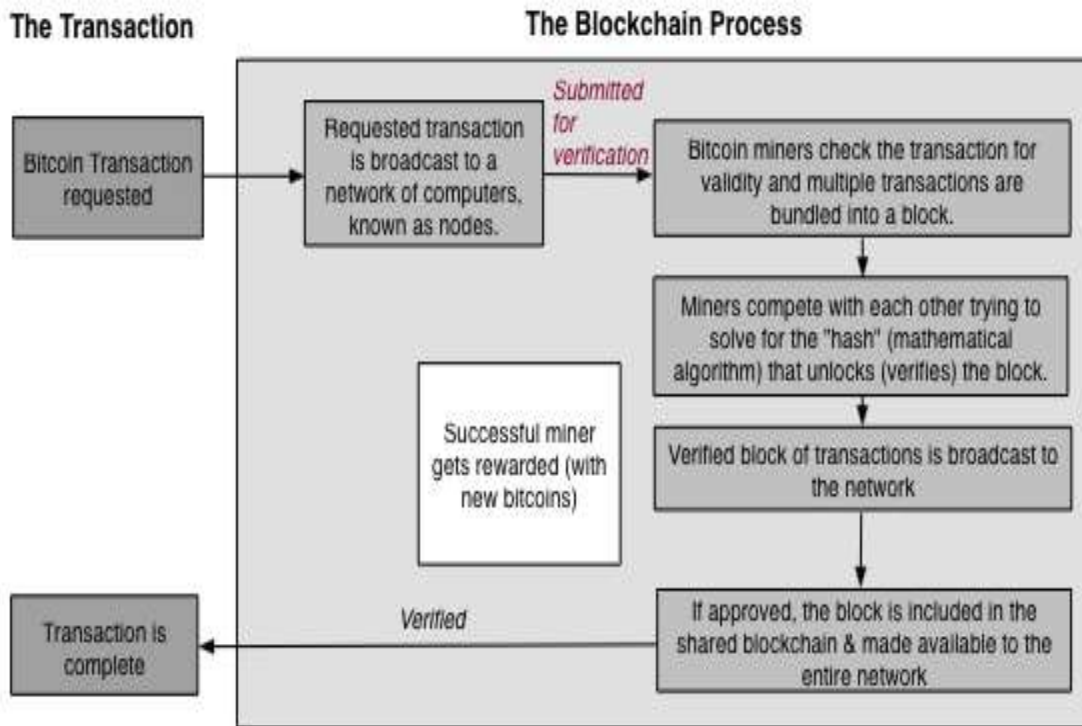 The Transaction
The Blockchain Process
Bitcoin Transaction
requested
Requested transaction
is broadcast to a
network of computers,
known as nodes.
Submitted
for
verification
Bitcoin miners check the transaction for
validity and multiple transactions are
bundled into a block.
Miners compete with each other trying to
solve for the "hash" (mathematical
algorithm) that unlocks (verifies) the block.
Successful miner
gets rewarded (with
new bitcoins)
Verified block of transactions is broadcast to
the network
If approved, the block is included in the
shared blockchain & made available to the
entire network
Verified
Transaction is
complete